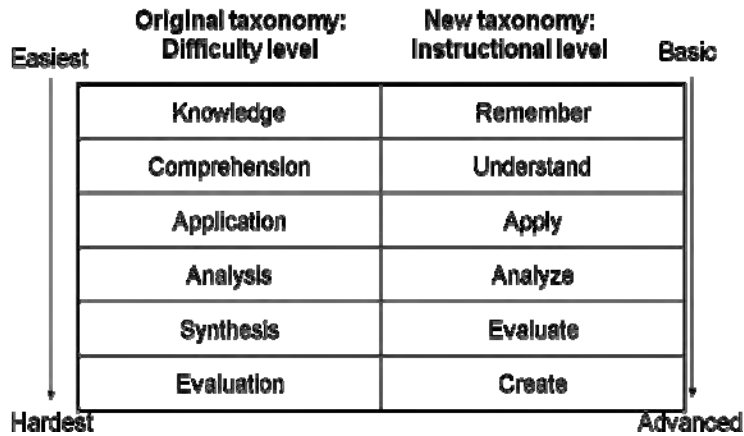 Original taxonomy: New taxonomy:
Easiest Difficulty level Instructional level Basic
Knowledge Remember
Comprehension Understand
Application Apply
Analysis Analyze
Synthesis Evaluate
Evaluation Create
Hardest Advanced